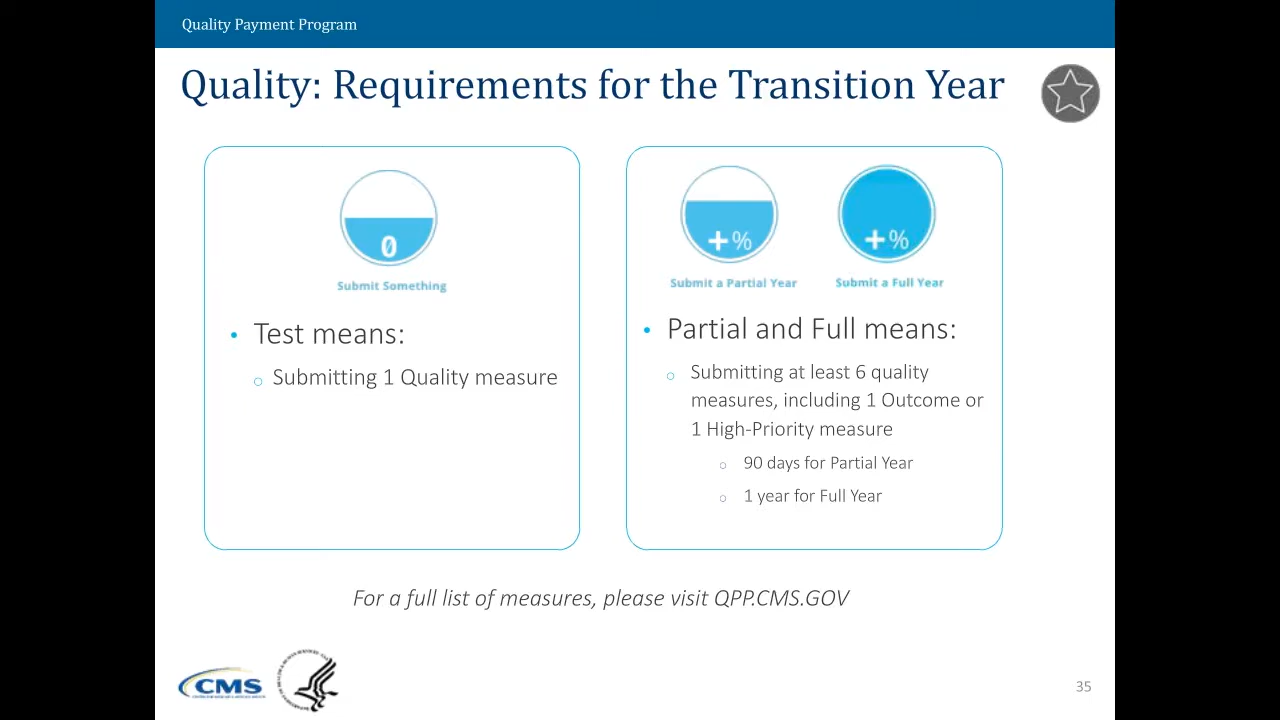 Quality Payment Program
Quality: Requirements for the Transition Year
0
Submit Something
• Test means:
o Submitting 1 Quality measure
+%
Submit a Partial Year
+%
Submit a Full Year
• Partial and Full means:
o Submitting at least 6 quality
measures, including 1 Outcome or
1 High-Priority measure
o 90 days for Partial Year
o 1 year for Full Year
For a full list of measures, please visit QPP.CMS.GOV
CMS
35